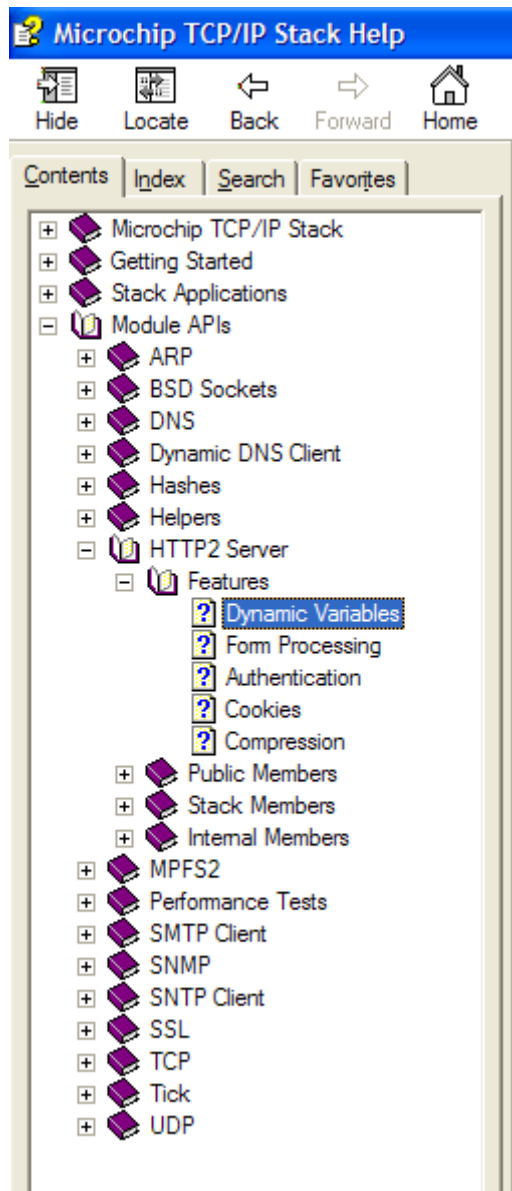 Microchip TCP/IP Stack Help
Hide Locate Back Forward Home
Contents Index Search Favorites
Microchip TCP/IP Stack
Getting Started
Stack Applications
Module APIs
ARP
BSD Sockets
DNS
Dynamic DNS Client
Hashes
Helpers
HTTP2 Server
Features
Dynamic Variables
Form Processing
Authentication
Cookies
Compression
Public Members
Stack Members
Internal Members
MPFS2
Performance Tests
SMTP Client
SNMP
SNTP Client
SSL
TCP
Tick
UDP